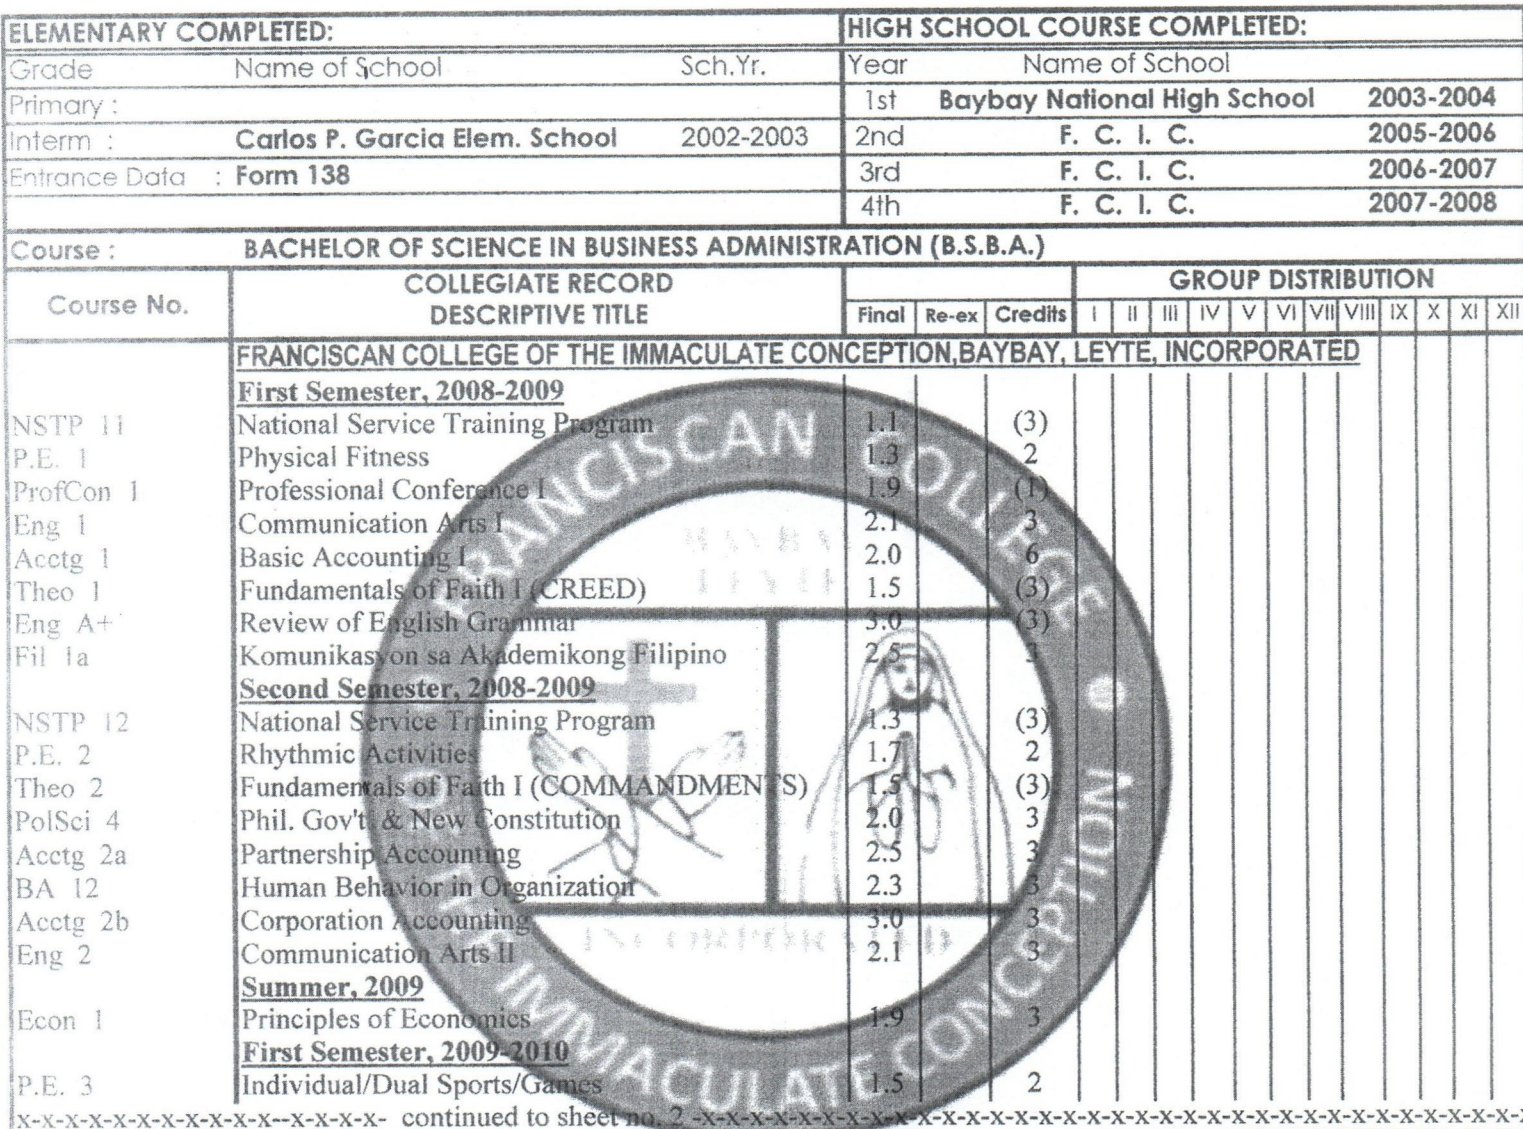 ELEMENTARY COMPLETED: HIGH SCHOOL COURSE COMPLETED:
Grade Name of School Sch.Yr. Year Name of School
Primary : 1st Baybay National High School 2003-2004
Interm : Carlos P. Garcia Elem. School 2002-2003 2nd F. C. I. C. 2005-2006
Entrance Data : Form 138 3rd F. C. I. C. 2006-2007
4th F. C. I. C. 2007-2008
Course : BACHELOR OF SCIENCE IN BUSINESS ADMINISTRATION (B.S.B.A.)
Course No. COLLEGIATE RECORD GROUP DISTRIBUTION
DESCRIPTIVE TITLE Final Re-ex Credits I II III IV V VI VII VIII IX X XI XII
FRANCISCAN COLLEGE OF THE IMMACULATE CONCEPTION,BAYBAY, LEYTE, INCORPORATED
First Semester, 2008-2009
NSTP 11 National Service Training Program 1.1 (3)
P.E. 1 Physical Fitness 1.3 2
ProfCon 1 Professional Conference I 1.9 (1)
Eng 1 Communication Arts I 2.1 3
Acctg 1 Basic Accounting I 2.0 6
Theo 1 Fundamentals of Faith I (CREED) 1.5 (3)
Eng A+ Review of English Grammar 3.0 (3)
Fil 1a Komunikasyon sa Akademikong Filipino 2.5 3
Second Semester, 2008-2009
NSTP 12 National Service Training Program 1.3 (3)
P.E. 2 Rhythmic Activities 1.7 2
Theo 2 Fundamentals of Faith I (COMMANDMENTS) 1.5 (3)
PolSci 4 Phil. Gov't. & New Constitution 2.0 3
Acctg 2a Partnership Accounting 2.5 3
BA 12 Human Behavior in Organization 2.3 3
Acctg 2b Corporation Accounting 3.0 3
Eng 2 Communication Arts II 2.1 3
Summer, 2009
Econ 1 Principles of Economics 1.9 3
First Semester, 2009-2010
P.E. 3 Individual/Dual Sports/Games 1.5 2
x-x-x-x-x-x-x-x-x-x--x-x-x-x- continued to sheet no. 2 -x-x-x-x-x-x-x-x-x-x-x-x-x-x-x-x-x-x-x-x-x-x-x-x-x-x-x-x-x-x-x-x-x-x-x
FRANCISCAN COLLEGE OF THE IMMACULATE CONCEPTION
BAYBAY
LEYTE
INCORPORATED